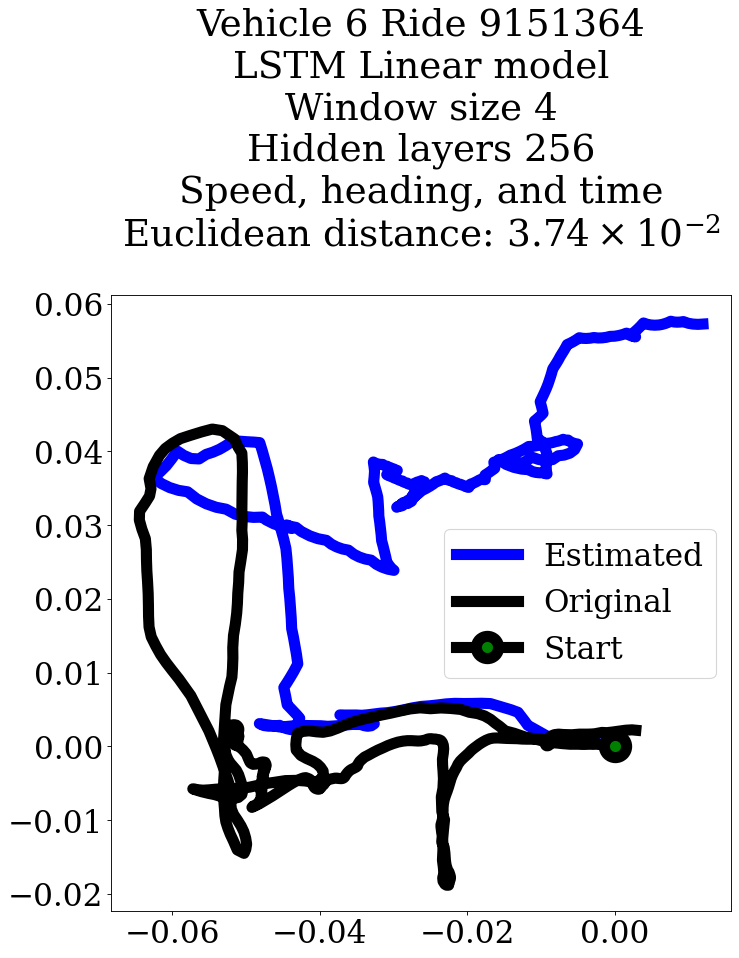 Vehicle 6 Ride 9151364
LSTM Linear model
Window size 4
Hidden layers 256
Speed, heading, and time
Euclidean distance: 3.74 × 10⁻²
0.06
0.05
0.04
0.03
0.02
0.01
0.00
−0.01
−0.02
Estimated
Original
Start
−0.06
−0.04
−0.02
0.00